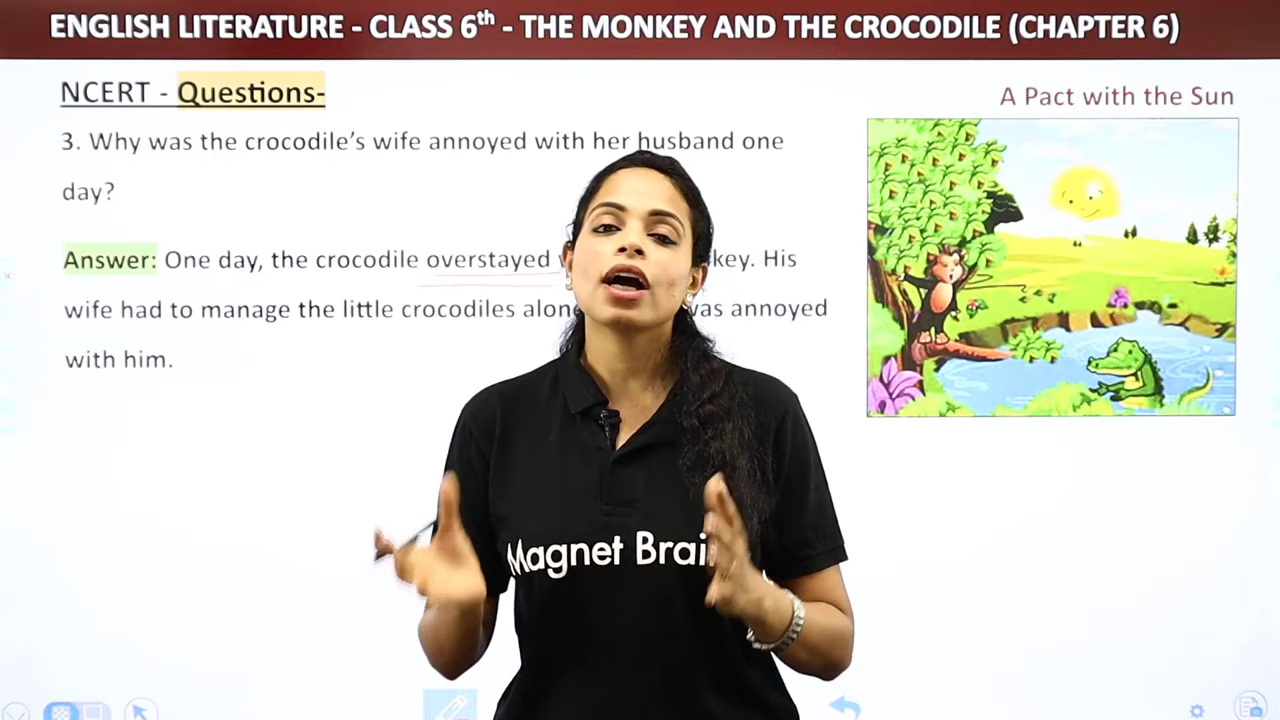 ENGLISH LITERATURE - CLASS 6th - THE MONKEY AND THE CROCODILE (CHAPTER 6)
NCERT - Questions-
A Pact with the Sun
3. Why was the crocodile's wife annoyed with her husband one
day?
Answer: One day, the crocodile overstayed key. His
wife had to manage the little crocodiles alon was annoyed
with him.
Magnet Brai